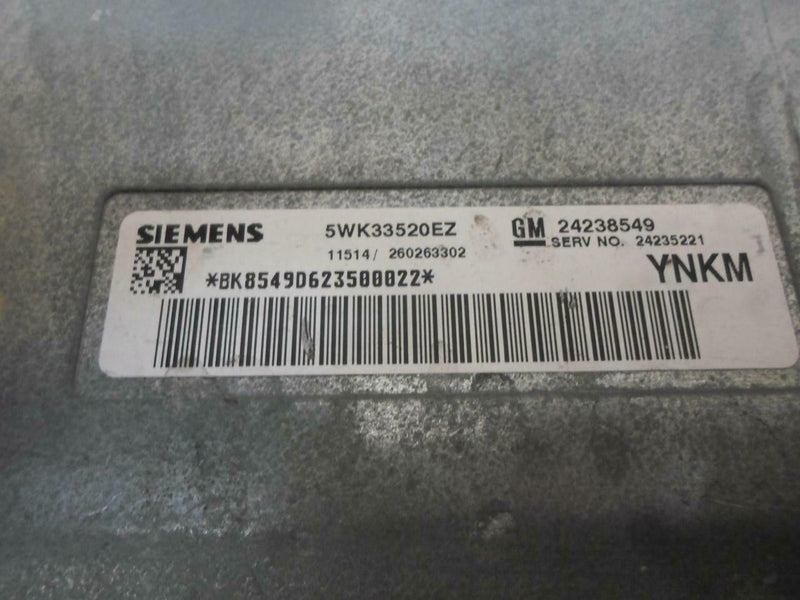 SIEMENS 5WK33520EZ GM 24238549
11514/ 260263302 SERV NO. 24235221
*BK8549D623500022* YNKM